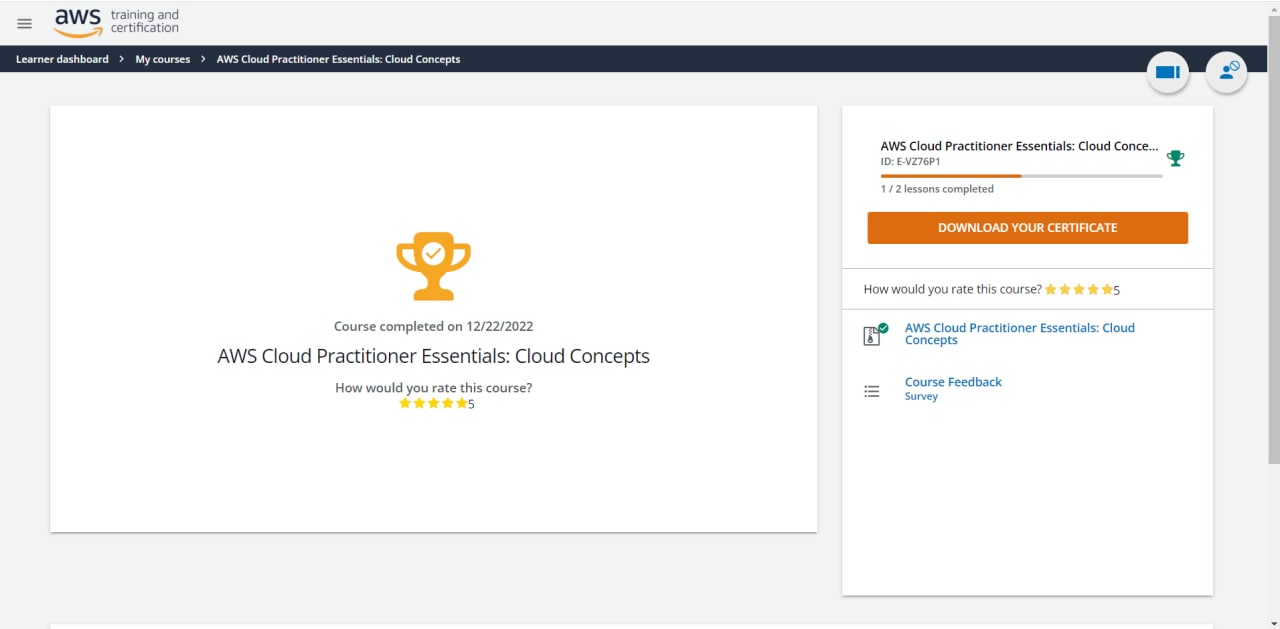 aws training and
certification
Learner dashboard > My courses > AWS Cloud Practitioner Essentials: Cloud Concepts
Course completed on 12/22/2022
AWS Cloud Practitioner Essentials: Cloud Concepts
How would you rate this course?
5
AWS Cloud Practitioner Essentials: Cloud Conce...
ID: E-VZ76P1
1 / 2 lessons completed
DOWNLOAD YOUR CERTIFICATE
How would you rate this course? 5
AWS Cloud Practitioner Essentials: Cloud
Concepts
Course Feedback
Survey